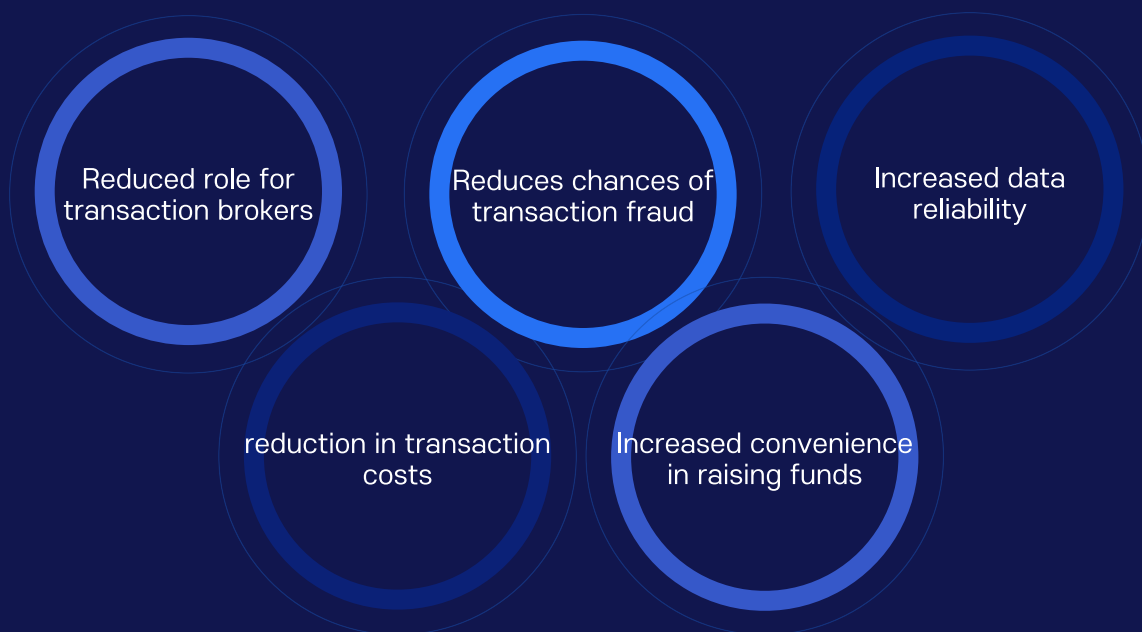 Reduced role for
transaction brokers
Reduces chances of
transaction fraud
Increased data
reliability
reduction in transaction
costs
Increased convenience
in raising funds